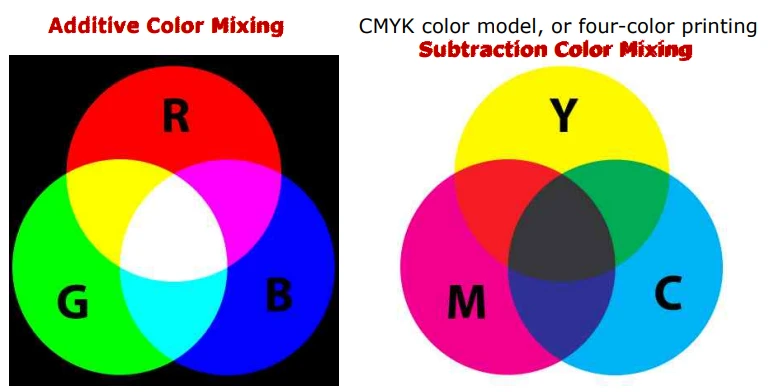 Additive Color Mixing
R
G
B
CMYK color model, or four-color printing
Subtraction Color Mixing
Y
M
C